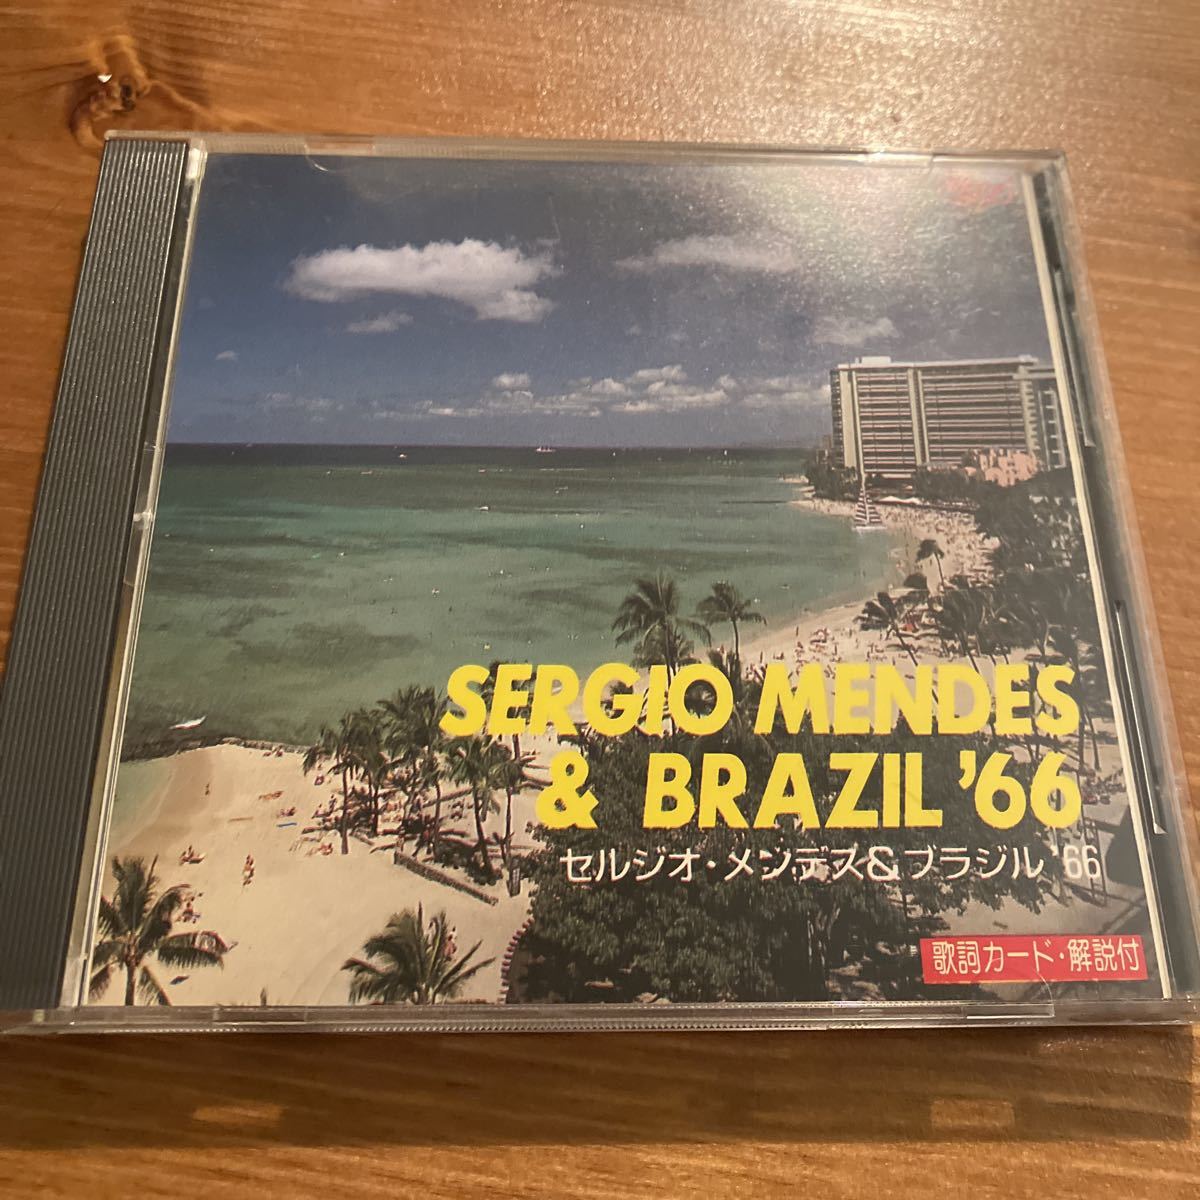 SERGIO MENDES
& BRAZIL '66
セルジオ・メンデス&ブラジル '66
歌詞カード・解説付